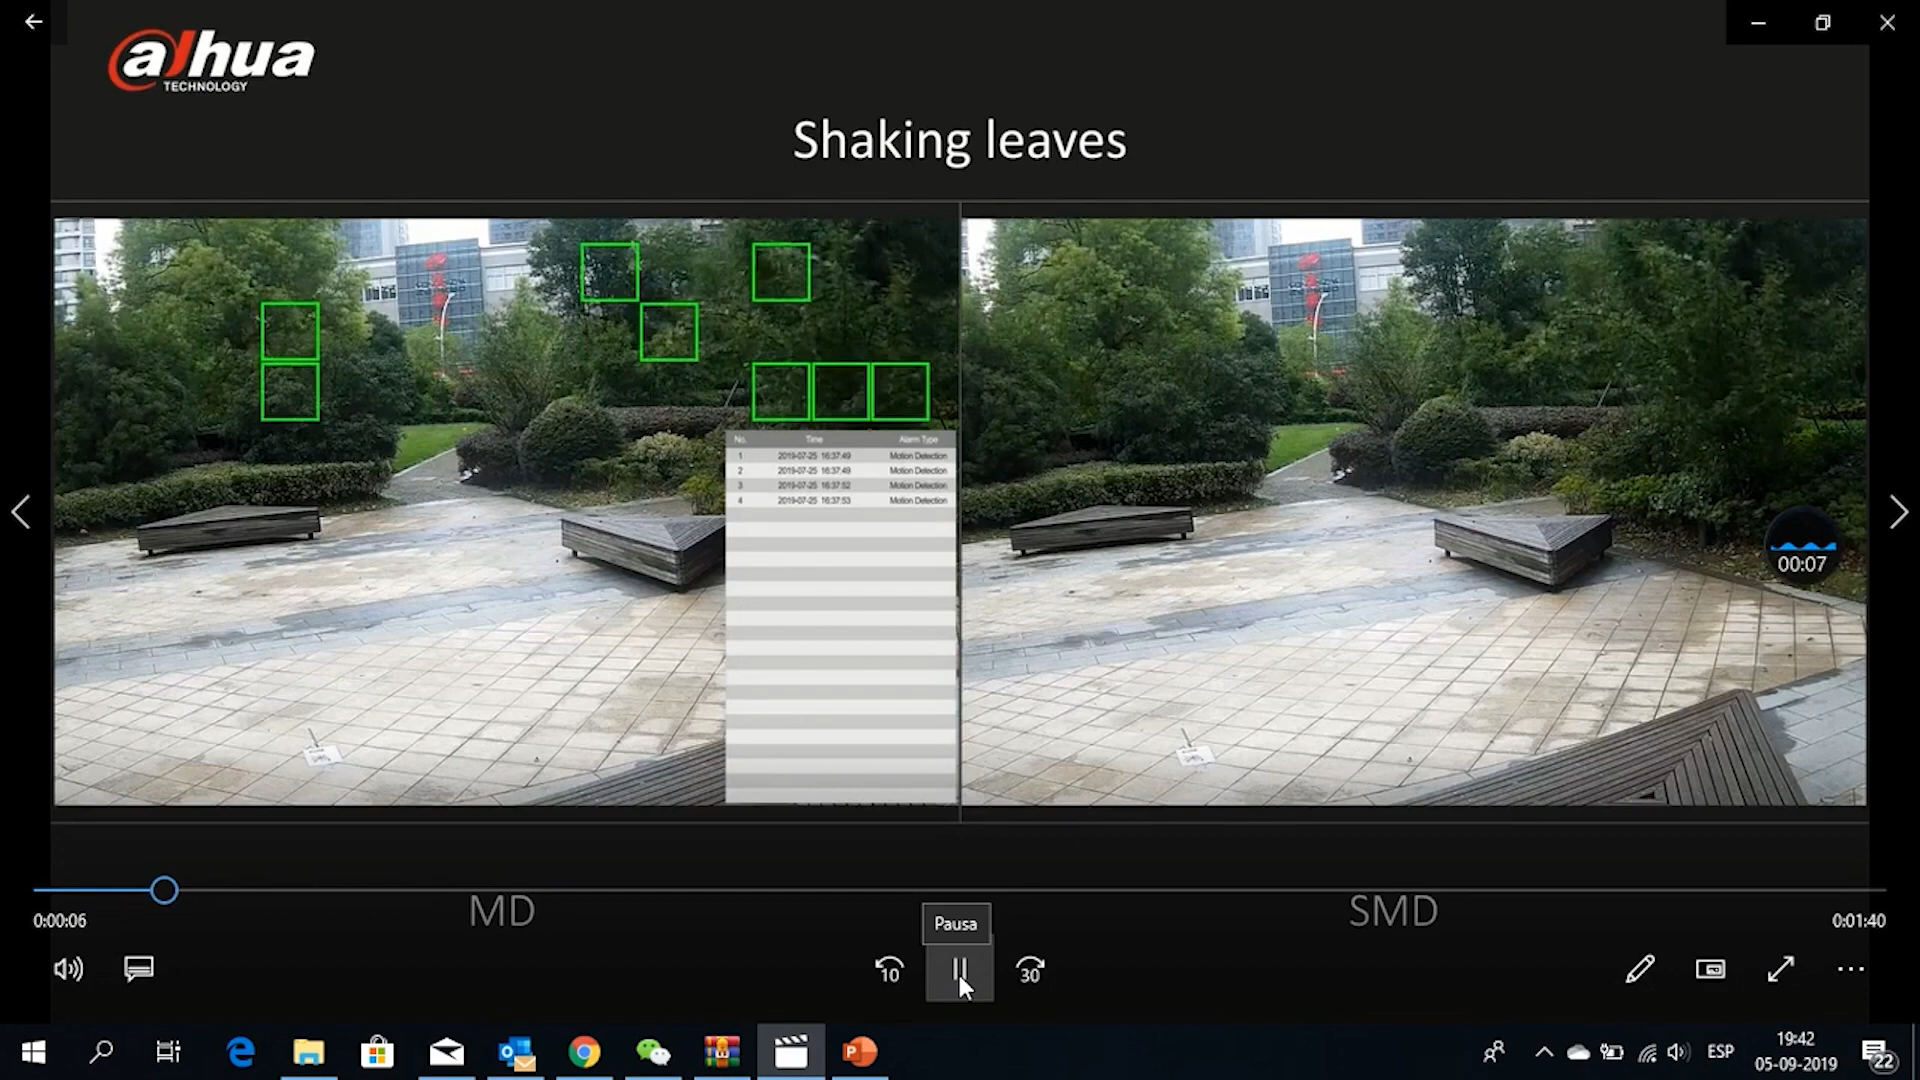 alhua
TECHNOLOGY
Shaking leaves
No. Time Alarm Type
1 2019-07-25 16:37:49 Motion Detection
2 2019-07-25 16:37:49 Motion Detection
3 2019-07-25 16:37:52 Motion Detection
4 2019-07-25 16:37:53 Motion Detection
00:07
MD
SMD
0:00:06
Pausa
0:01:40
10
30
ESP
19:42
05-09-2019
22